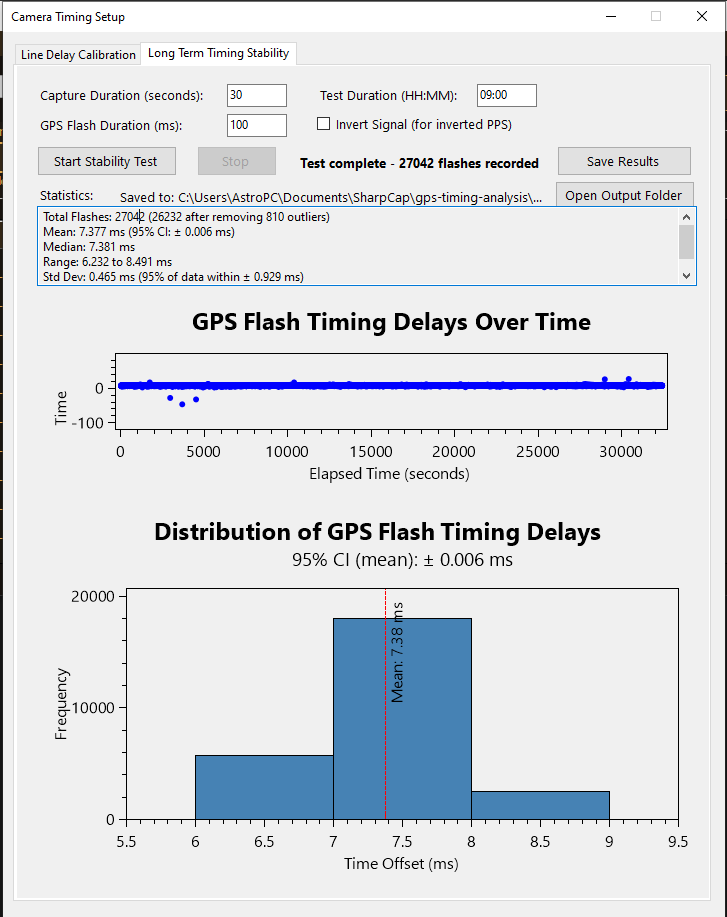 Camera Timing Setup
Line Delay Calibration Long Term Timing Stability
Capture Duration (seconds): 30 Test Duration (HH:MM): 09:00
GPS Flash Duration (ms): 100 Invert Signal (for inverted PPS)
Start Stability Test Stop Test complete - 27042 flashes recorded Save Results
Statistics: Saved to: C:\Users\AstroPC\Documents\SharpCap\gps-timing-analysis\... Open Output Folder
Total Flashes: 27042 (26232 after removing 810 outliers)
Mean: 7.377 ms (95% CI: ± 0.006 ms)
Median: 7.381 ms
Range: 6.232 to 8.491 ms
Std Dev: 0.465 ms (95% of data within ± 0.929 ms)
GPS Flash Timing Delays Over Time
Time
0
-100
0 5000 10000 15000 20000 25000 30000
Elapsed Time (seconds)
Distribution of GPS Flash Timing Delays
95% CI (mean): ± 0.006 ms
Frequency
20000
10000
0
Mean: 7.38 ms
5.5 6 6.5 7 7.5 8 8.5 9 9.5
Time Offset (ms)